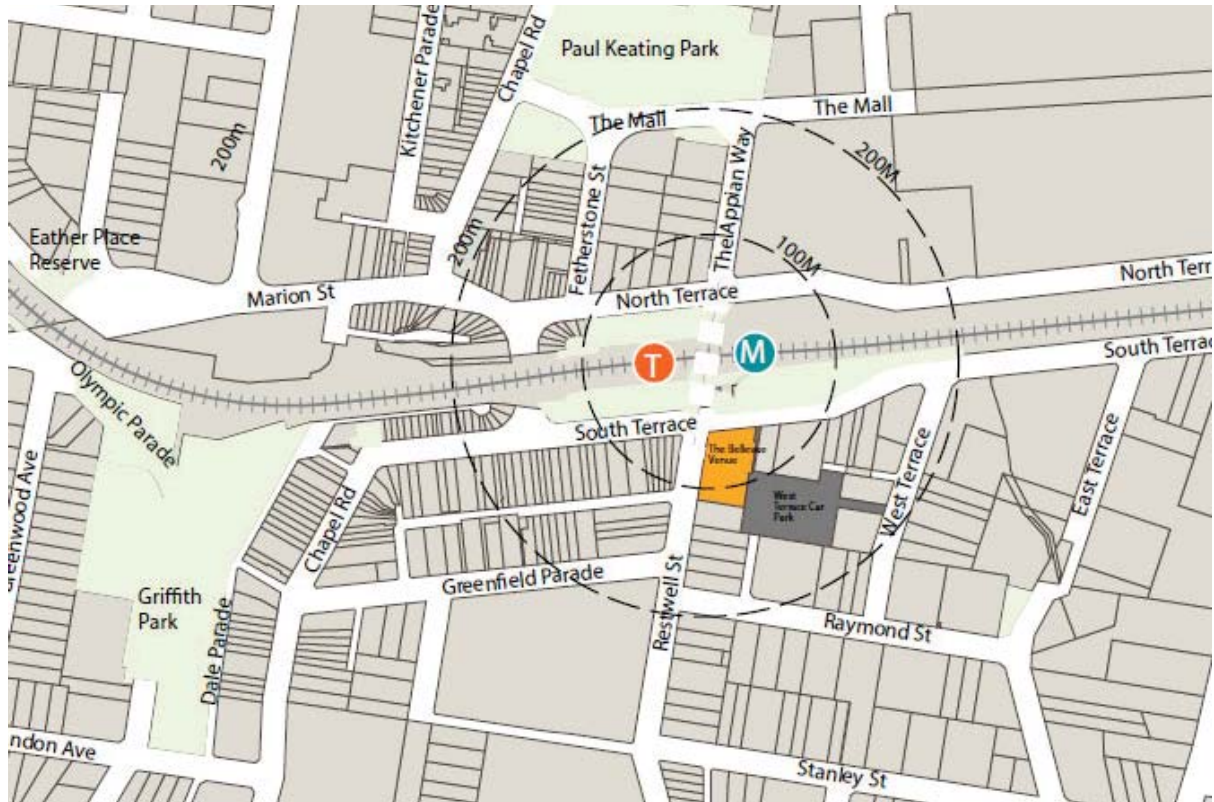 Paul Keating Park
Kitchener Parade
Chapel Rd
The Mall
The Mall
200m
200M
The Appian Way
Fetherstone St
200m
100M
Eather Place
Reserve
Marion St
North Terrace
North Terr
T
M
South Terrace
South Terrac
Olympic Parade
The Bellevue
Venue
West
Terrace Car
Park
West Terrace
East Terrace
Greenwood Ave
Chapel Rd
Greenfield Parade
Restwell St
Raymond St
Griffith
Park
Dale Parade
ndon Ave
Stanley St